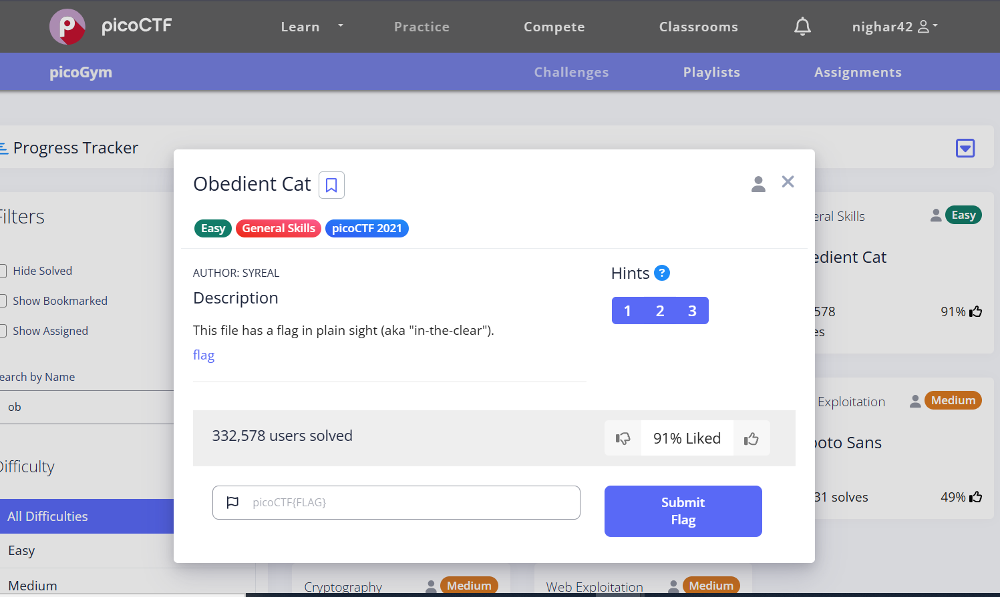 picoCTF
Learn
Practice
Compete
Classrooms
nighar42
picoGym
Challenges
Playlists
Assignments
Progress Tracker
Filters
Hide Solved
Show Bookmarked
Show Assigned
earch by Name
ob
Difficulty
All Difficulties
Easy
Medium
Obedient Cat
Easy
General Skills
picoCTF 2021
AUTHOR: SYREAL
Description
This file has a flag in plain sight (aka "in-the-clear").
flag
Hints ?
1 2 3
332,578 users solved
91% Liked
picoCTF{FLAG}
Submit
Flag
eral Skills
Easy
edient Cat
578
es
91%
Exploitation
Medium
oto Sans
31 solves
49%
Cryptography
Medium
Web Exploitation
Medium